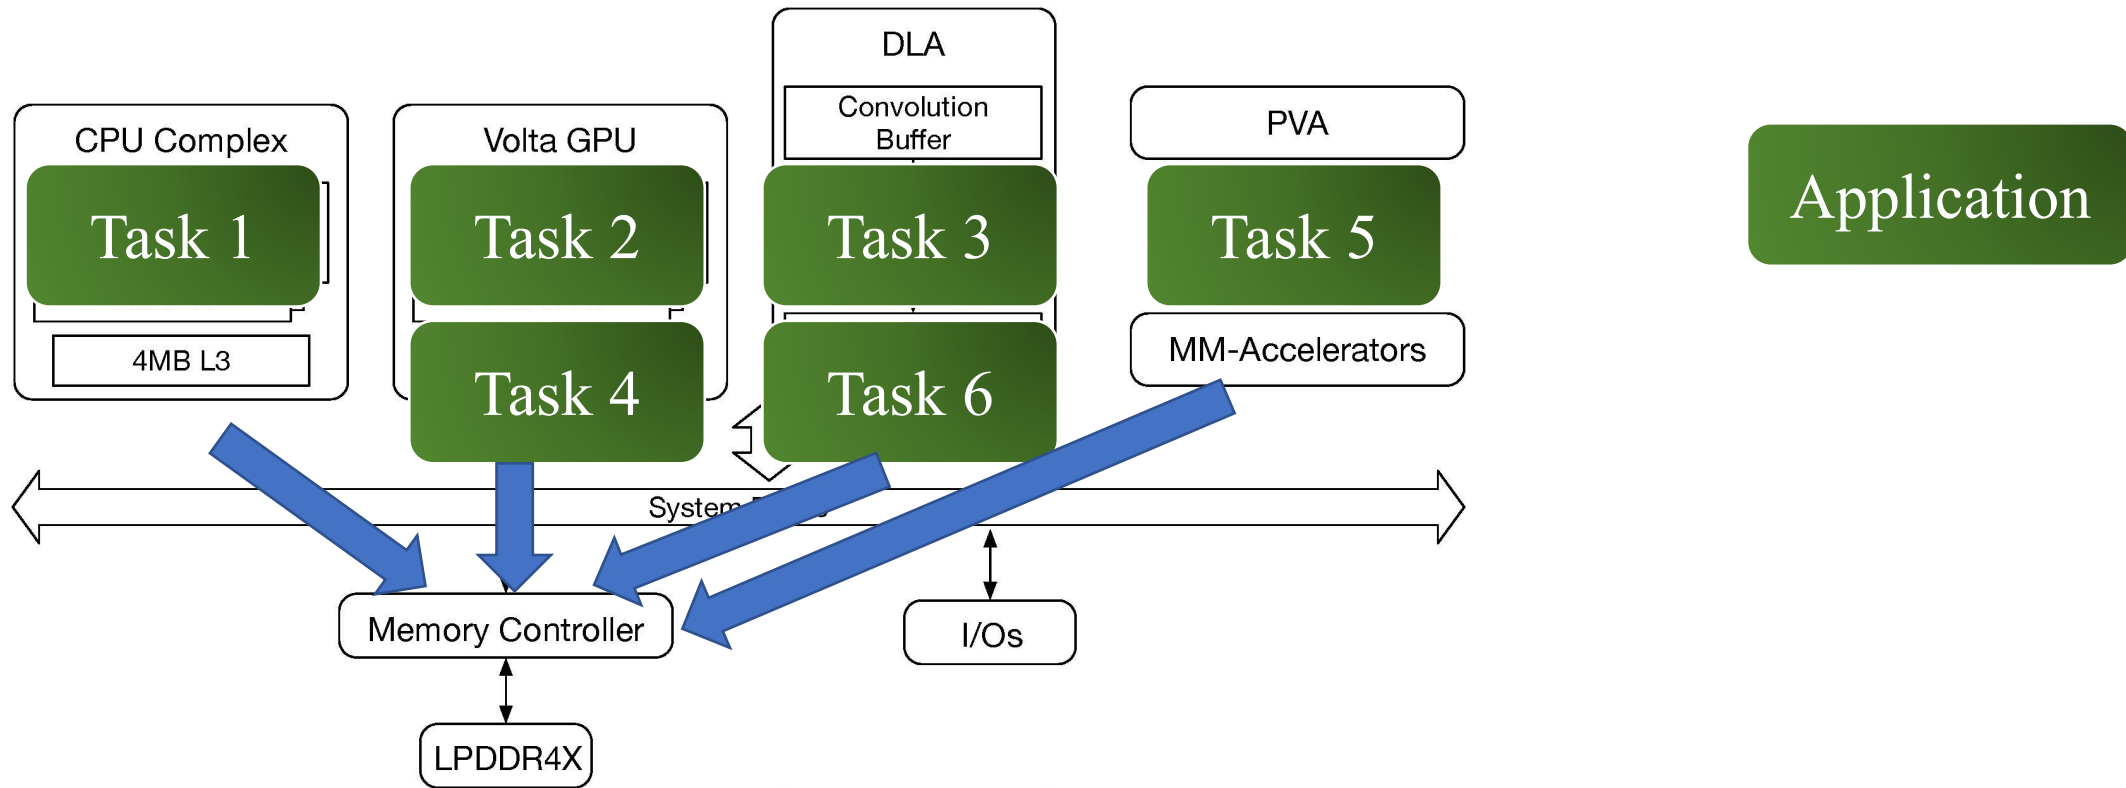 DLA
Convolution
Buffer
CPU Complex
Volta GPU
PVA
Application
Task 1
Task 2
Task 3
Task 5
4MB L3
MM-Accelerators
Task 4
Task 6
System
Memory Controller
I/Os
LPDDR4X